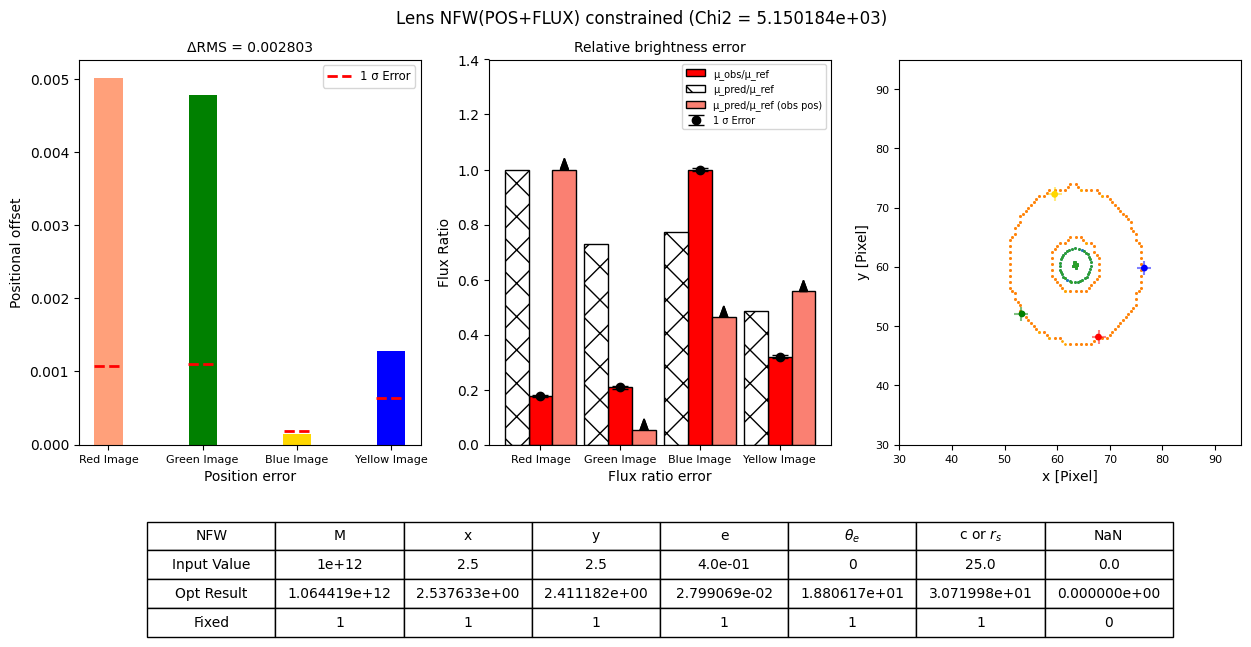 Lens NFW(POS+FLUX) constrained (Chi2 = 5.150184e+03)
ΔRMS = 0.002803
1 σ Error
Positional offset
0.005
0.004
0.003
0.002
0.001
0.000
Red Image Green Image Blue Image Yellow Image
Position error
Relative brightness error
μ_obs/μ_ref
μ_pred/μ_ref
μ_pred/μ_ref (obs pos)
1 σ Error
Flux Ratio
1.4
1.2
1.0
0.8
0.6
0.4
0.2
0.0
Red Image Green Image Blue Image Yellow Image
Flux ratio error
y [Pixel]
90
80
70
60
50
40
30
30 40 50 60 70 80 90
x [Pixel]
NFW M x y e θ_e c or r_s NaN
Input Value 1e+12 2.5 2.5 4.0e-01 0 25.0 0.0
Opt Result 1.064419e+12 2.537633e+00 2.411182e+00 2.799069e-02 1.880617e+01 3.071998e+01 0.000000e+00
Fixed 1 1 1 1 1 1 0